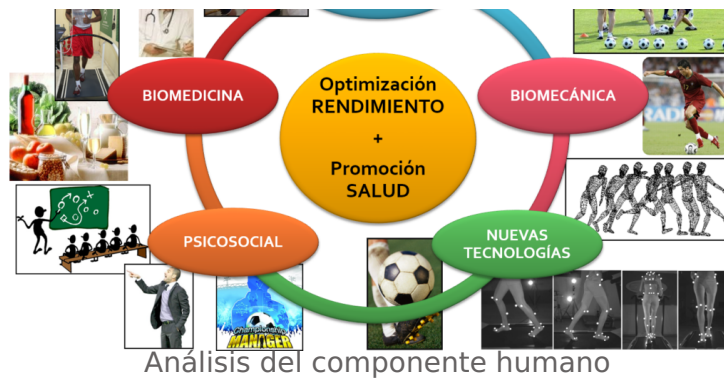 Optimización
RENDIMIENTO
+
Promoción
SALUD
BIOMEDICINA
BIOMECÁNICA
PSICOSOCIAL
NUEVAS
TECNOLOGÍAS
Championship
MANAGER
Análisis del componente humano